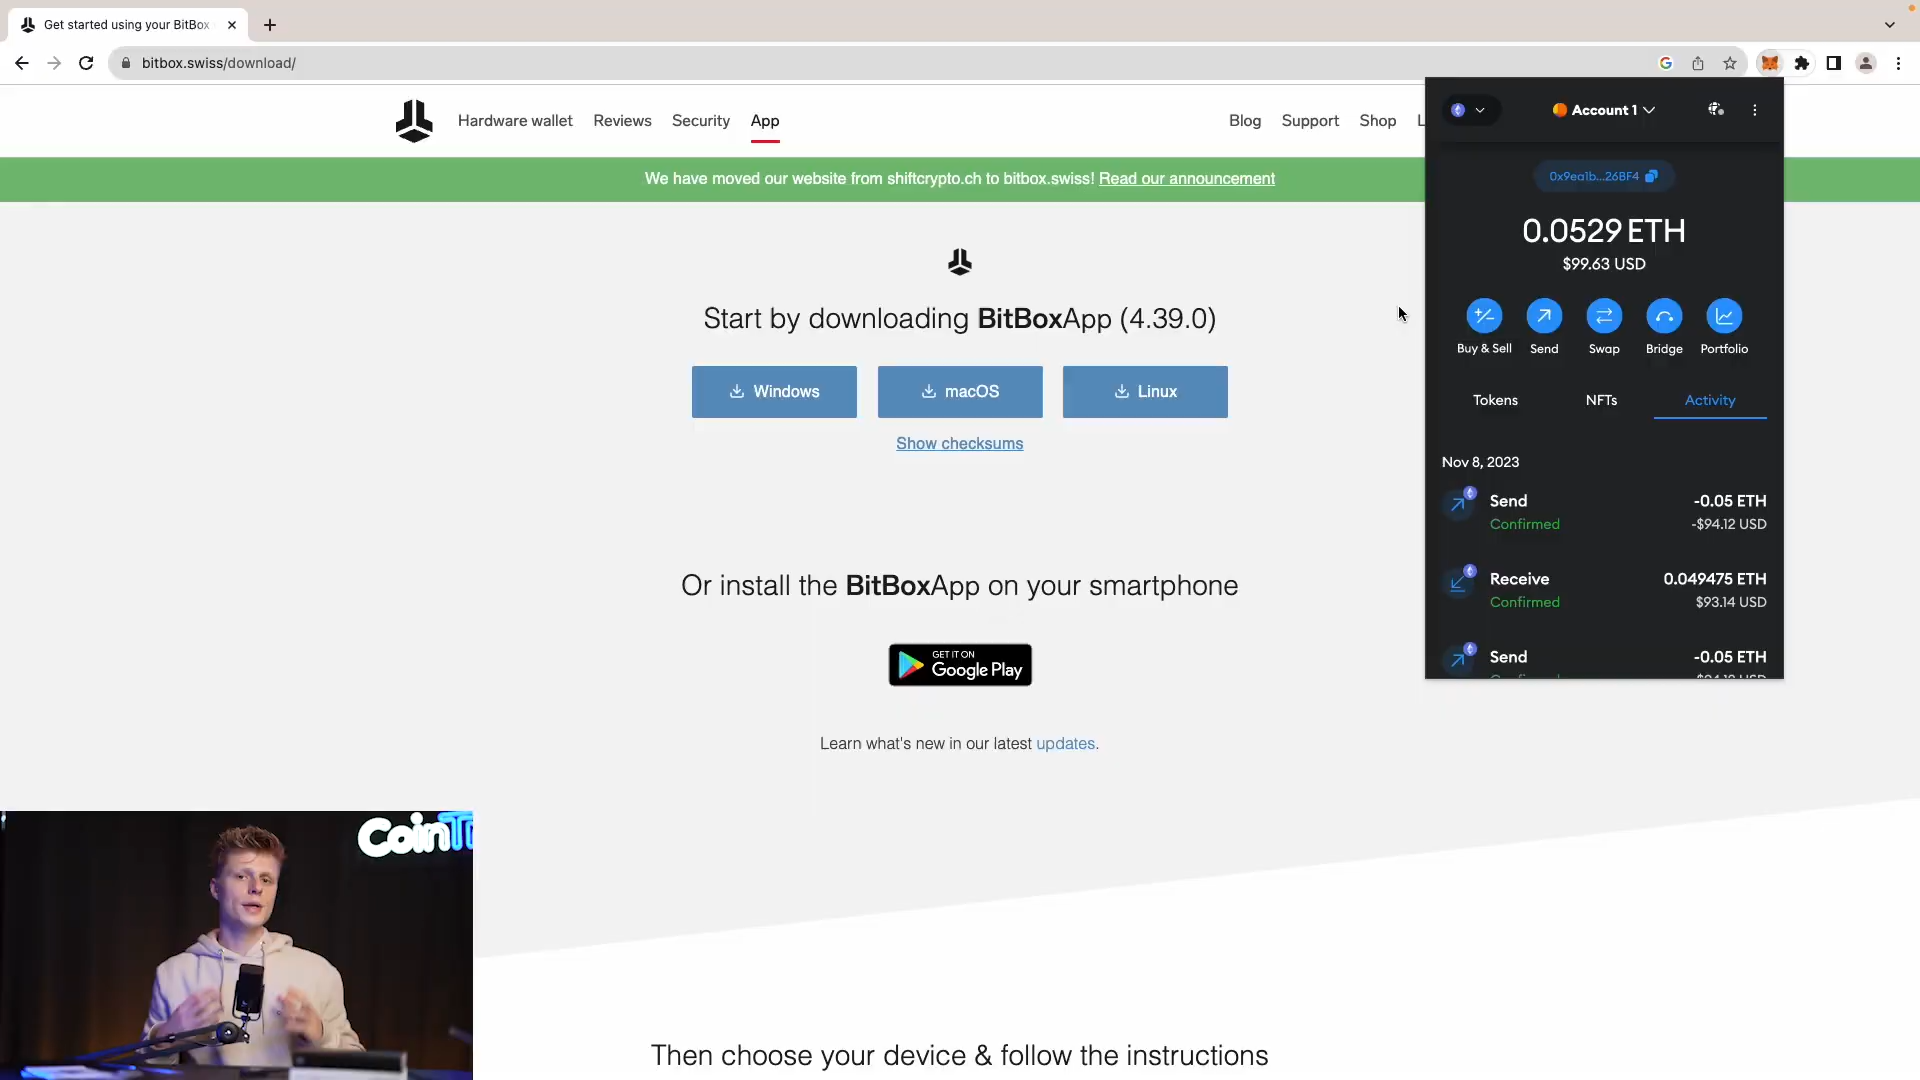 Get started using your BitBox
bitbox.swiss/download/
Hardware wallet
Reviews
Security
App
Blog
Support
Shop
We have moved our website from shiftcrypto.ch to bitbox.swiss! Read our announcement
Start by downloading BitBoxApp (4.39.0)
Windows
macOS
Linux
Show checksums
Or install the BitBoxApp on your smartphone
GET IT ON
Google Play
Learn what's new in our latest updates.
Then choose your device & follow the instructions
Account 1
0x9ea1b...26BF4
0.0529 ETH
$99.63 USD
Buy & Sell
Send
Swap
Bridge
Portfolio
Tokens
NFTs
Activity
Nov 8, 2023
Send
-0.05 ETH
Confirmed
-$94.12 USD
Receive
0.049475 ETH
Confirmed
$93.14 USD
Send
-0.05 ETH
CoinT